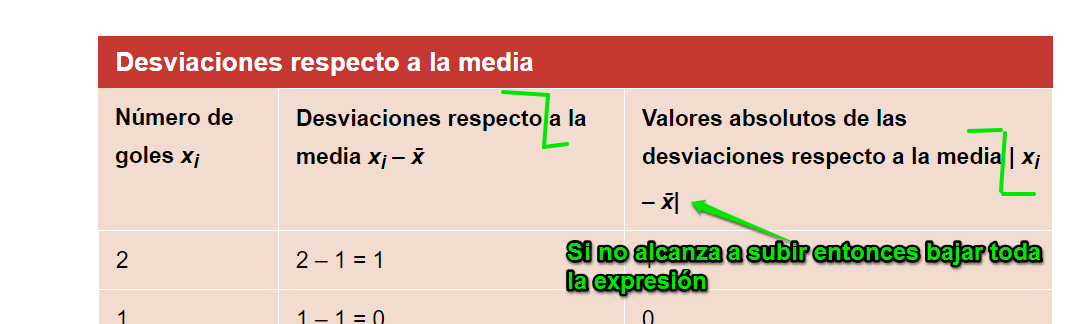 Desviaciones respecto a la media
Número de
goles xᵢ
Desviaciones respecto a la
media xᵢ – x̄
Valores absolutos de las
desviaciones respecto a la media | xᵢ
– x̄|
Si no alcanza a subir entonces bajar toda
la expresión
2
2 – 1 = 1
1
1 – 1 = 0
0